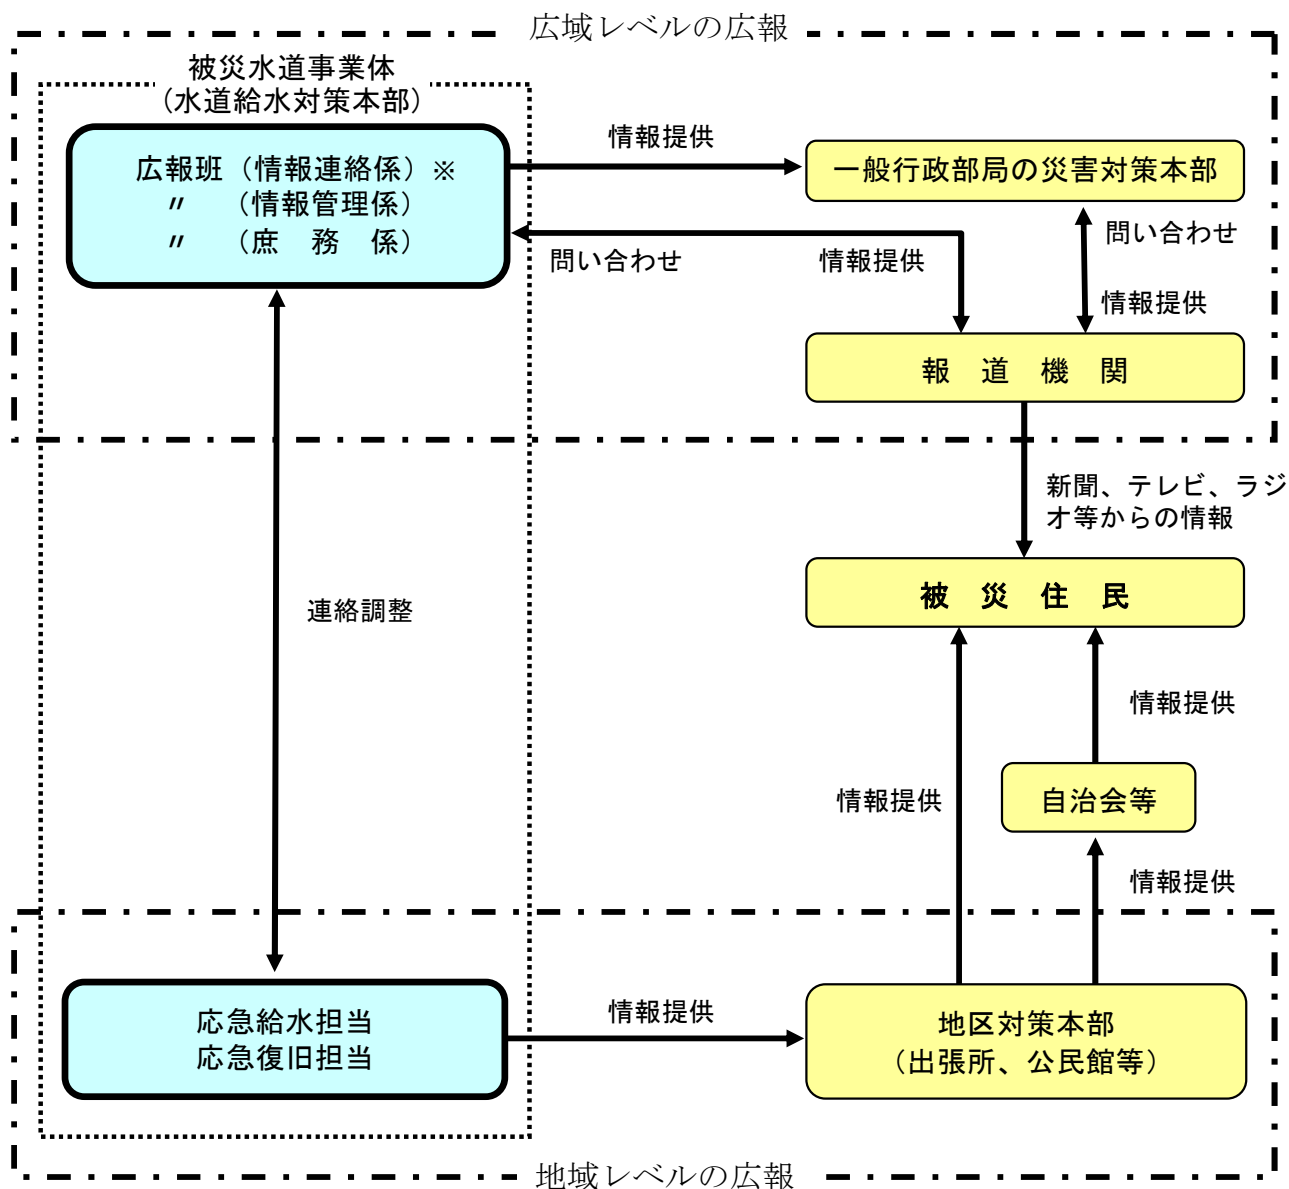 広域レベルの広報
被災水道事業体
(水道給水対策本部)
広報班（情報連絡係）※
〃　（情報管理係）
〃　（庶　務　係）
情報提供
一般行政部局の災害対策本部
問い合わせ
情報提供
問い合わせ
情報提供
報　道　機　関
新聞、テレビ、ラジ
オ等からの情報
被　災　住　民
連絡調整
情報提供
情報提供
自治会等
情報提供
応急給水担当
応急復旧担当
情報提供
地区対策本部
（出張所、公民館等）
地域レベルの広報